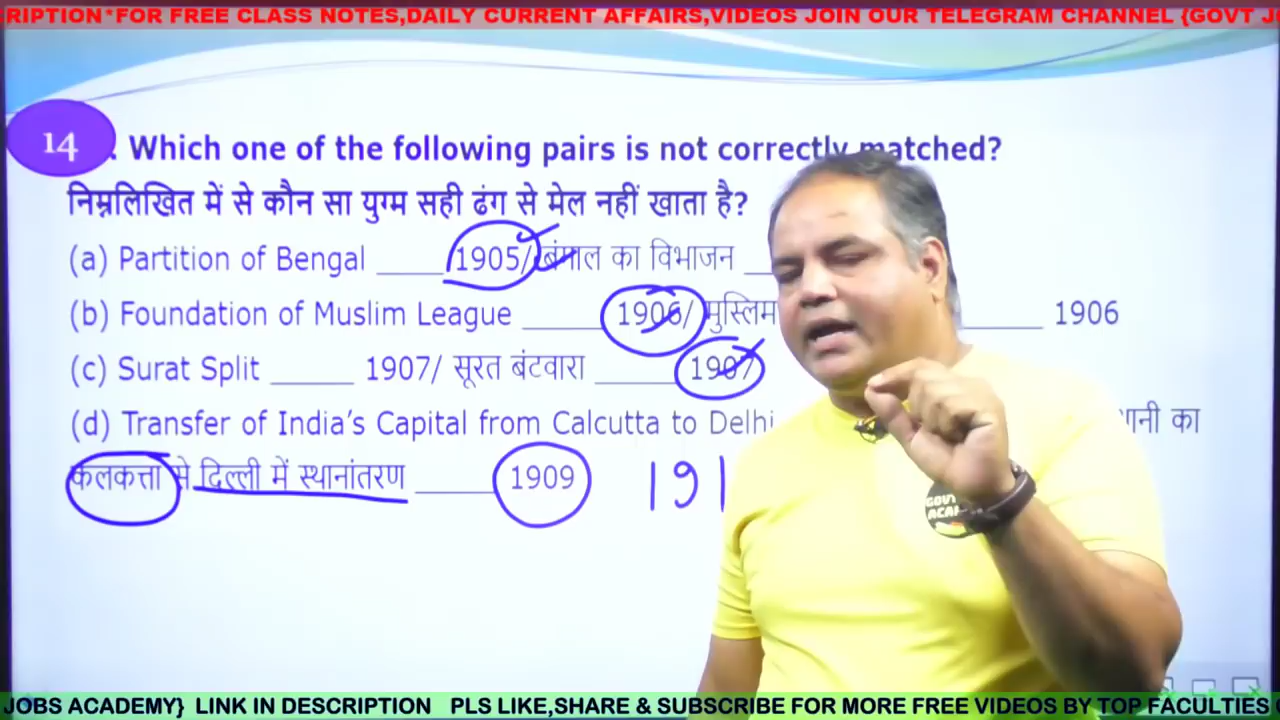 RIPTION*FOR FREE CLASS NOTES,DAILY CURRENT AFFAIRS,VIDEOS JOIN OUR TELEGRAM CHANNEL {GOVT J
14
. Which one of the following pairs is not correctly matched?
निम्नलिखित में से कौन सा युग्म सही ढंग से मेल नहीं खाता है?
(a) Partition of Bengal _____ 1905/ बंगाल का विभाजन __
(b) Foundation of Muslim League _____ 1906/ मुस्लिम _____ 1906
(c) Surat Split _____ 1907/ सूरत बंटवारा _____ 1907
(d) Transfer of India’s Capital from Calcutta to Delhi धानी का
कलकत्ता से दिल्ली में स्थानांतरण _____ 1909 191
GOVT
ACAD
JOBS ACADEMY} LINK IN DESCRIPTION PLS LIKE,SHARE & SUBSCRIBE FOR MORE FREE VIDEOS BY TOP FACULTIES